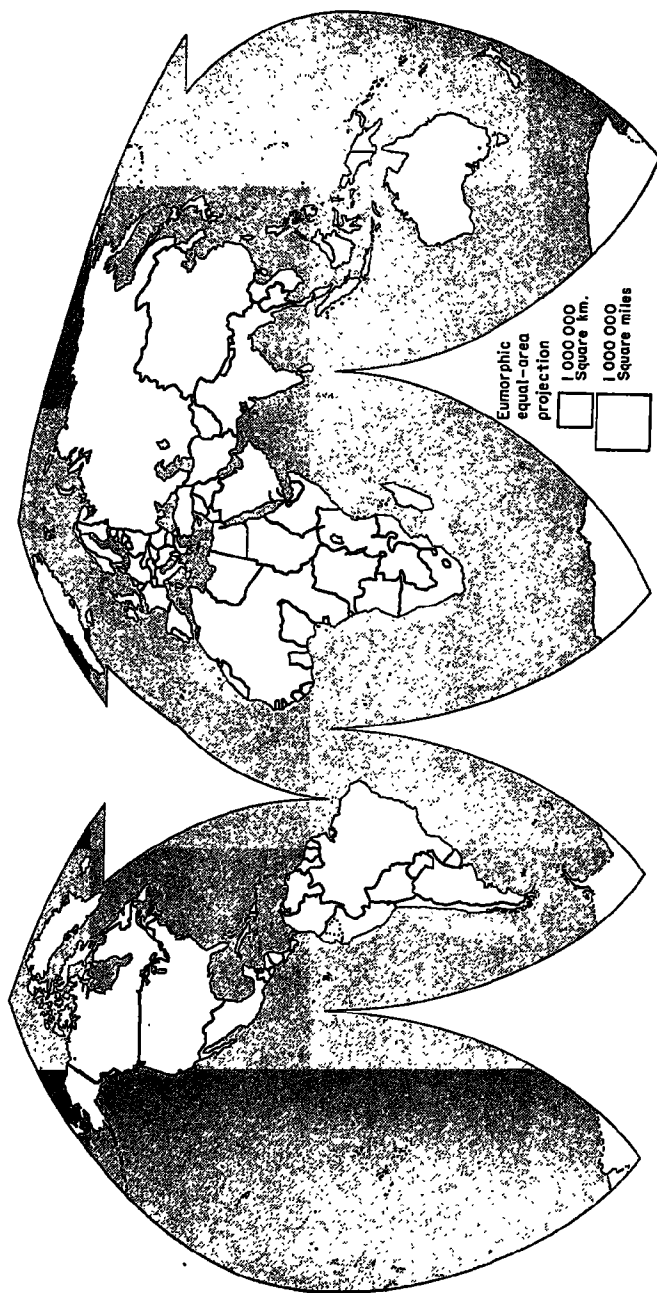 Eumorphic
equal-area
projection
1 000 000
Square km.
1 000 000
Square miles